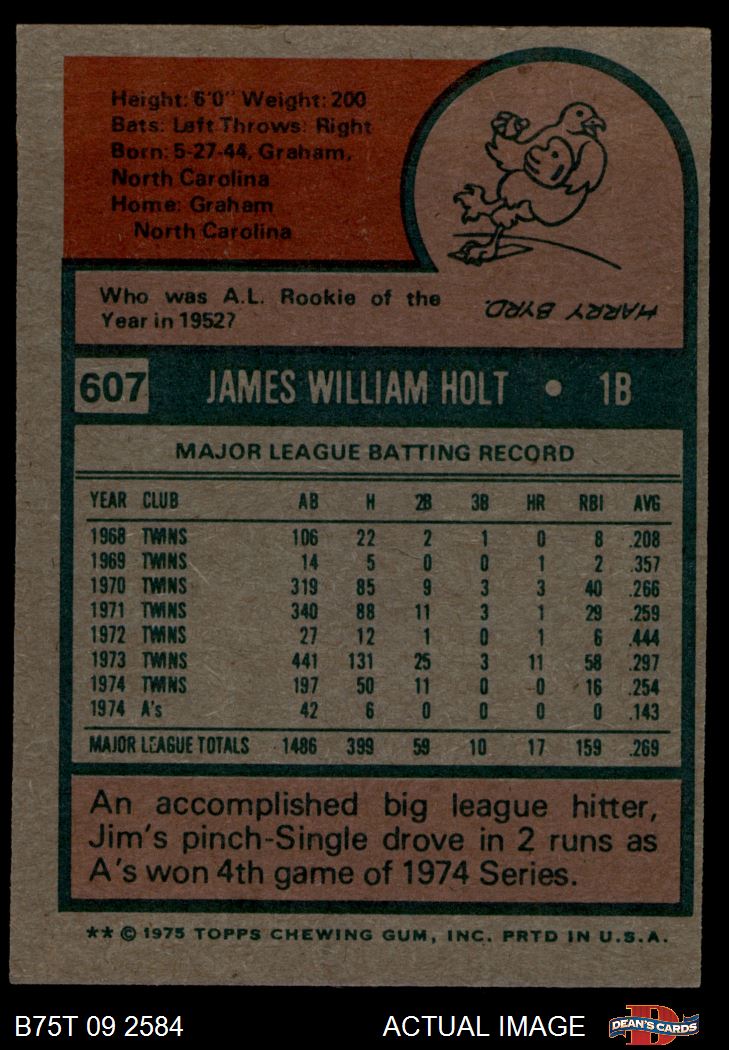 Height: 6'0" Weight: 200
Bats: Left Throws: Right
Born: 5-27-44, Graham,
North Carolina
Home: Graham
North Carolina
Who was A.L. Rookie of the
Year in 1952?
HARRY BYRD.
607 JAMES WILLIAM HOLT • 1B
MAJOR LEAGUE BATTING RECORD
YEAR CLUB AB H 2B 3B HR RBI AVG
1968 TWINS 106 22 2 1 0 8 .208
1969 TWINS 14 5 0 0 1 2 .357
1970 TWINS 319 85 9 3 3 40 .266
1971 TWINS 340 88 11 3 1 29 .259
1972 TWINS 27 12 1 0 1 6 .444
1973 TWINS 441 131 25 3 11 58 .297
1974 TWINS 197 50 11 0 0 16 .254
1974 A's 42 6 0 0 0 0 .143
MAJOR LEAGUE TOTALS 1486 399 59 10 17 159 .269
An accomplished big league hitter,
Jim's pinch-Single drove in 2 runs as
A's won 4th game of 1974 Series.
** © 1975 TOPPS CHEWING GUM, INC. PRTD IN U.S.A.
B75T 09 2584 ACTUAL IMAGE DEAN'S CARDS